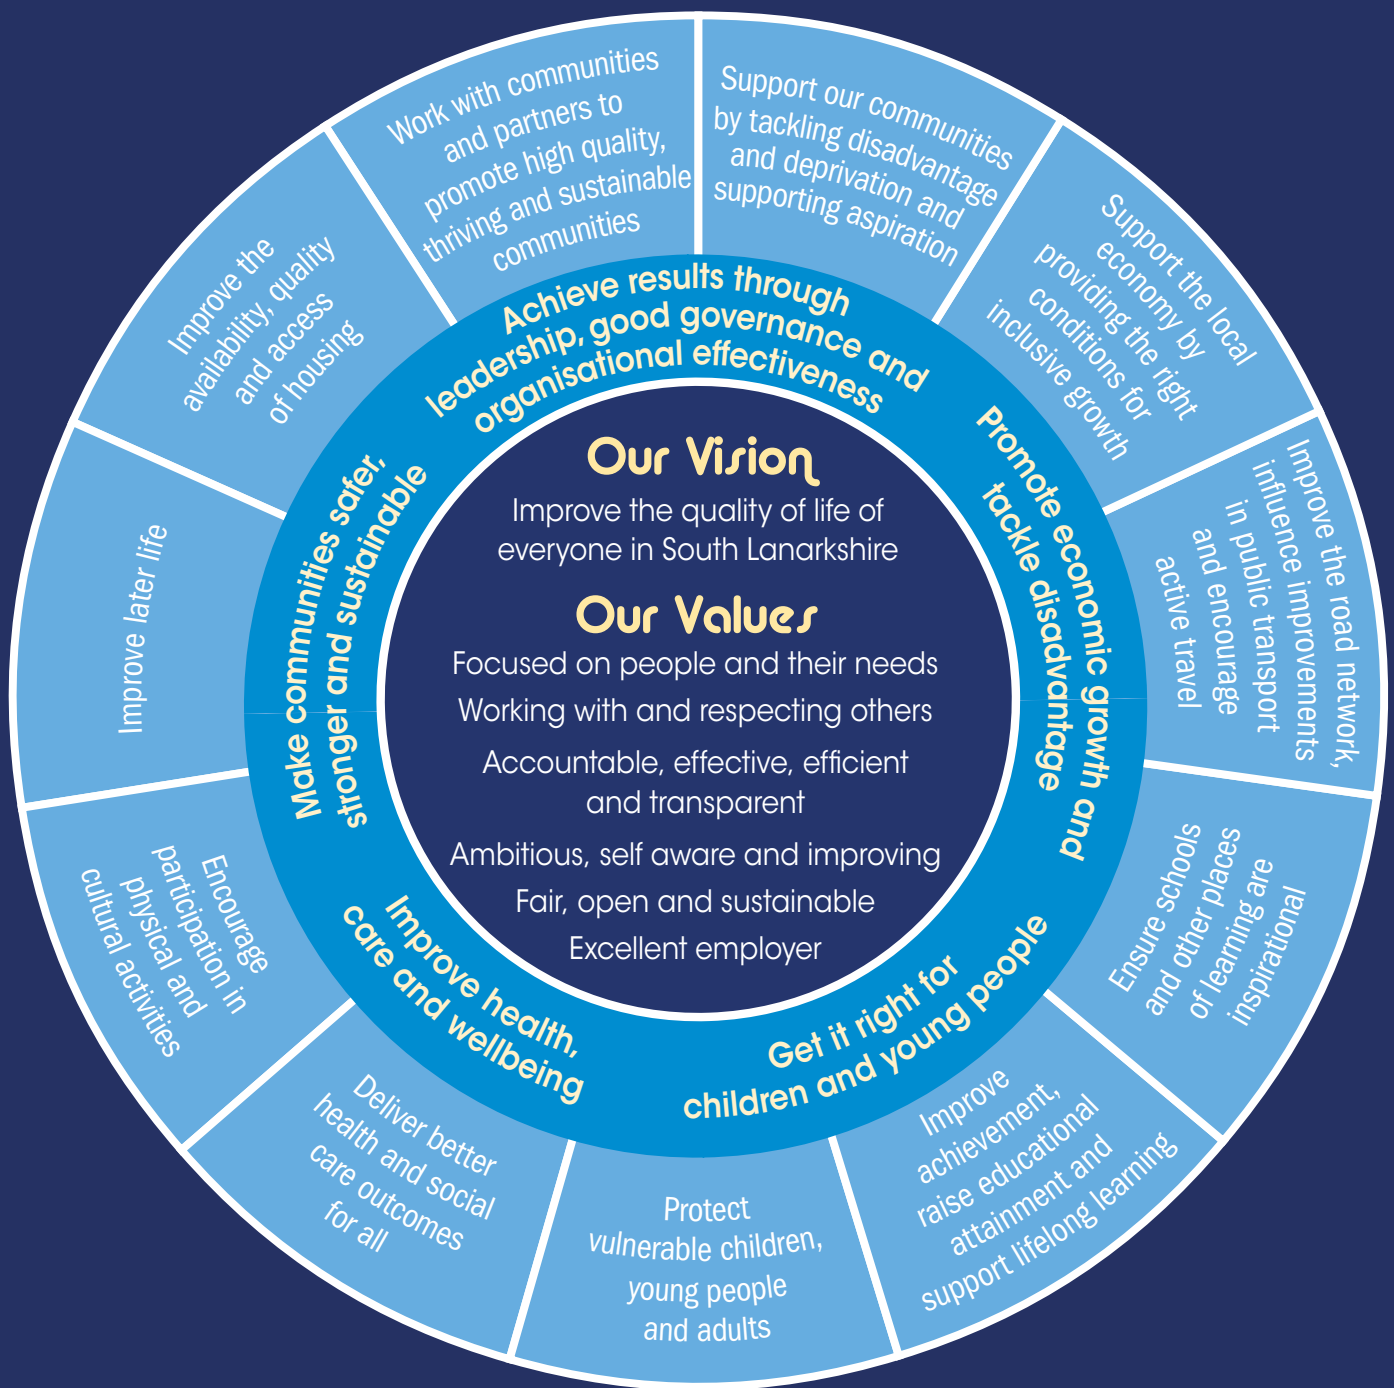 Our Vision
Improve the quality of life of
everyone in South Lanarkshire
Our Values
Focused on people and their needs
Working with and respecting others
Accountable, effective, efficient
and transparent
Ambitious, self aware and improving
Fair, open and sustainable
Excellent employer
Achieve results through
leadership, good governance and
organisational effectiveness
Promote economic growth and
tackle disadvantage
Get it right for
children and young people
Improve health,
care and wellbeing
Make communities safer,
stronger and sustainable
Support our communities
by tackling disadvantage
and deprivation and
supporting aspiration
Support the local
economy by
providing the right
conditions for
inclusive growth
Improve the road network,
influence improvements
in public transport
and encourage
active travel
Ensure schools
and other places
of learning are
inspirational
Improve
achievement,
raise educational
attainment and
support lifelong learning
Protect
vulnerable children,
young people
and adults
Deliver better
health and social
care outcomes
for all
Encourage
participation in
physical and
cultural activities
Improve later life
Improve the
availability, quality
and access
of housing
Work with communities
and partners to
promote high quality,
thriving and sustainable
communities